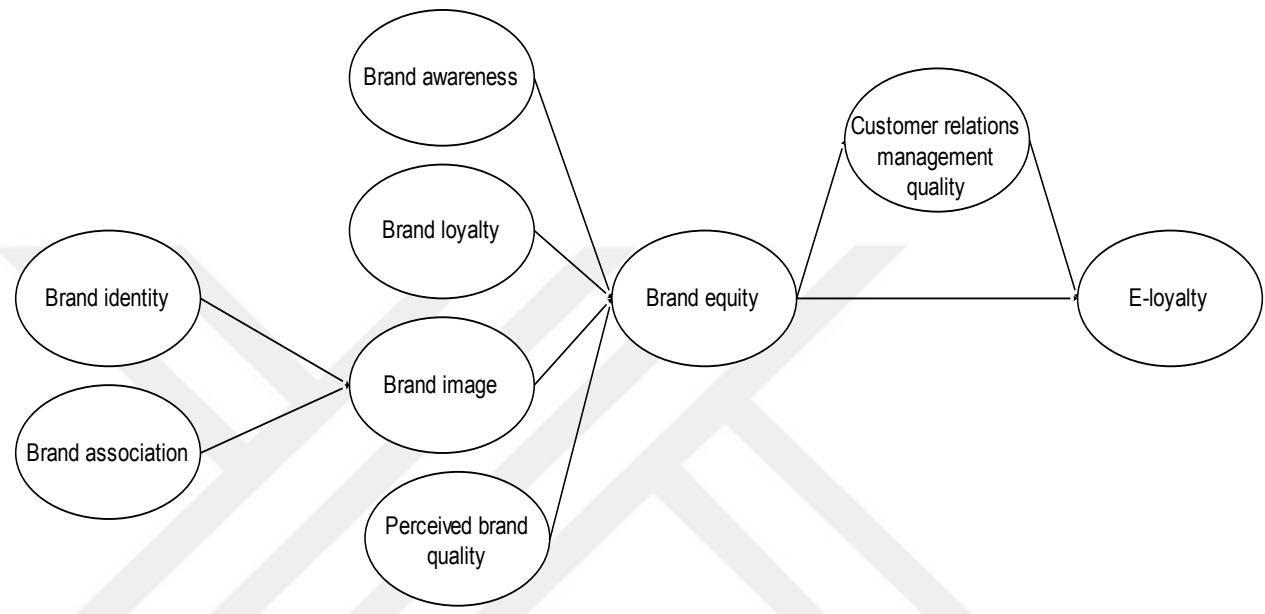 Brand awareness
Customer relations
management
quality
Brand loyalty
Brand identity
Brand equity
E-loyalty
Brand image
Brand association
Perceived brand
quality